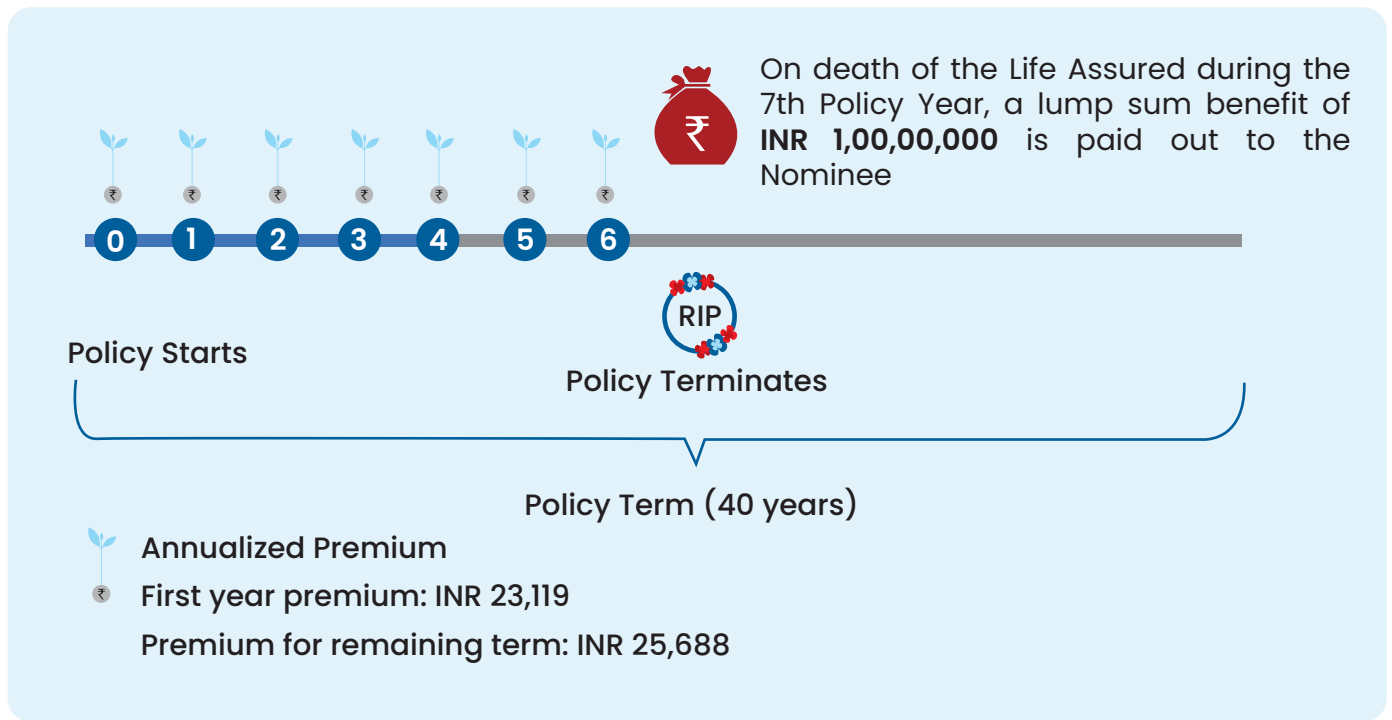 On death of the Life Assured during the
7th Policy Year, a lump sum benefit of
INR 1,00,00,000 is paid out to the
Nominee
₹
₹ ₹ ₹ ₹ ₹ ₹ ₹
0 1 2 3 4 5 6
RIP
Policy Starts
Policy Terminates
Policy Term (40 years)
Annualized Premium
₹ First year premium: INR 23,119
Premium for remaining term: INR 25,688